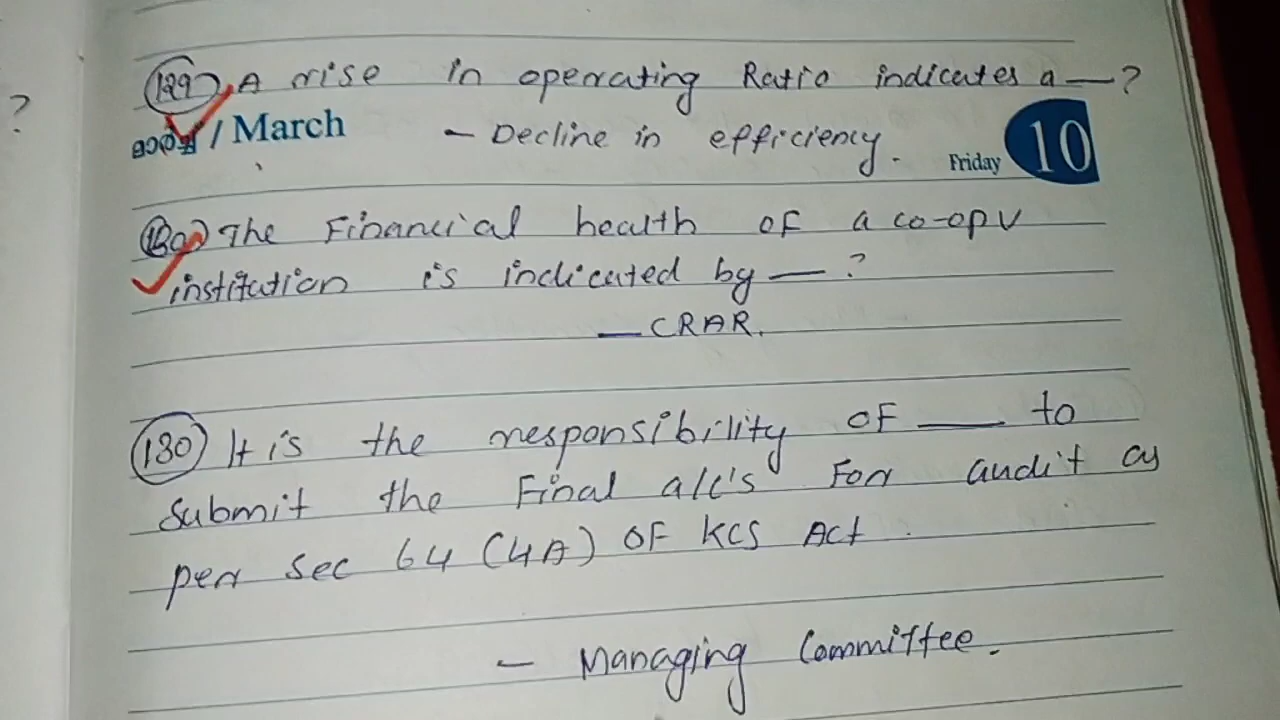 ?
129) A rise in operating Ratio indicates a — ?
മാർച്ച് / March
– Decline in efficiency.
Friday 10
130) The Financial health of a co-opv
institution is indicated by — ?
— CRAR.
130) It is the responsibility of — to
submit the Final a/c's For audit as
per sec 64 (4A) of KCS Act.
– Managing Committee.